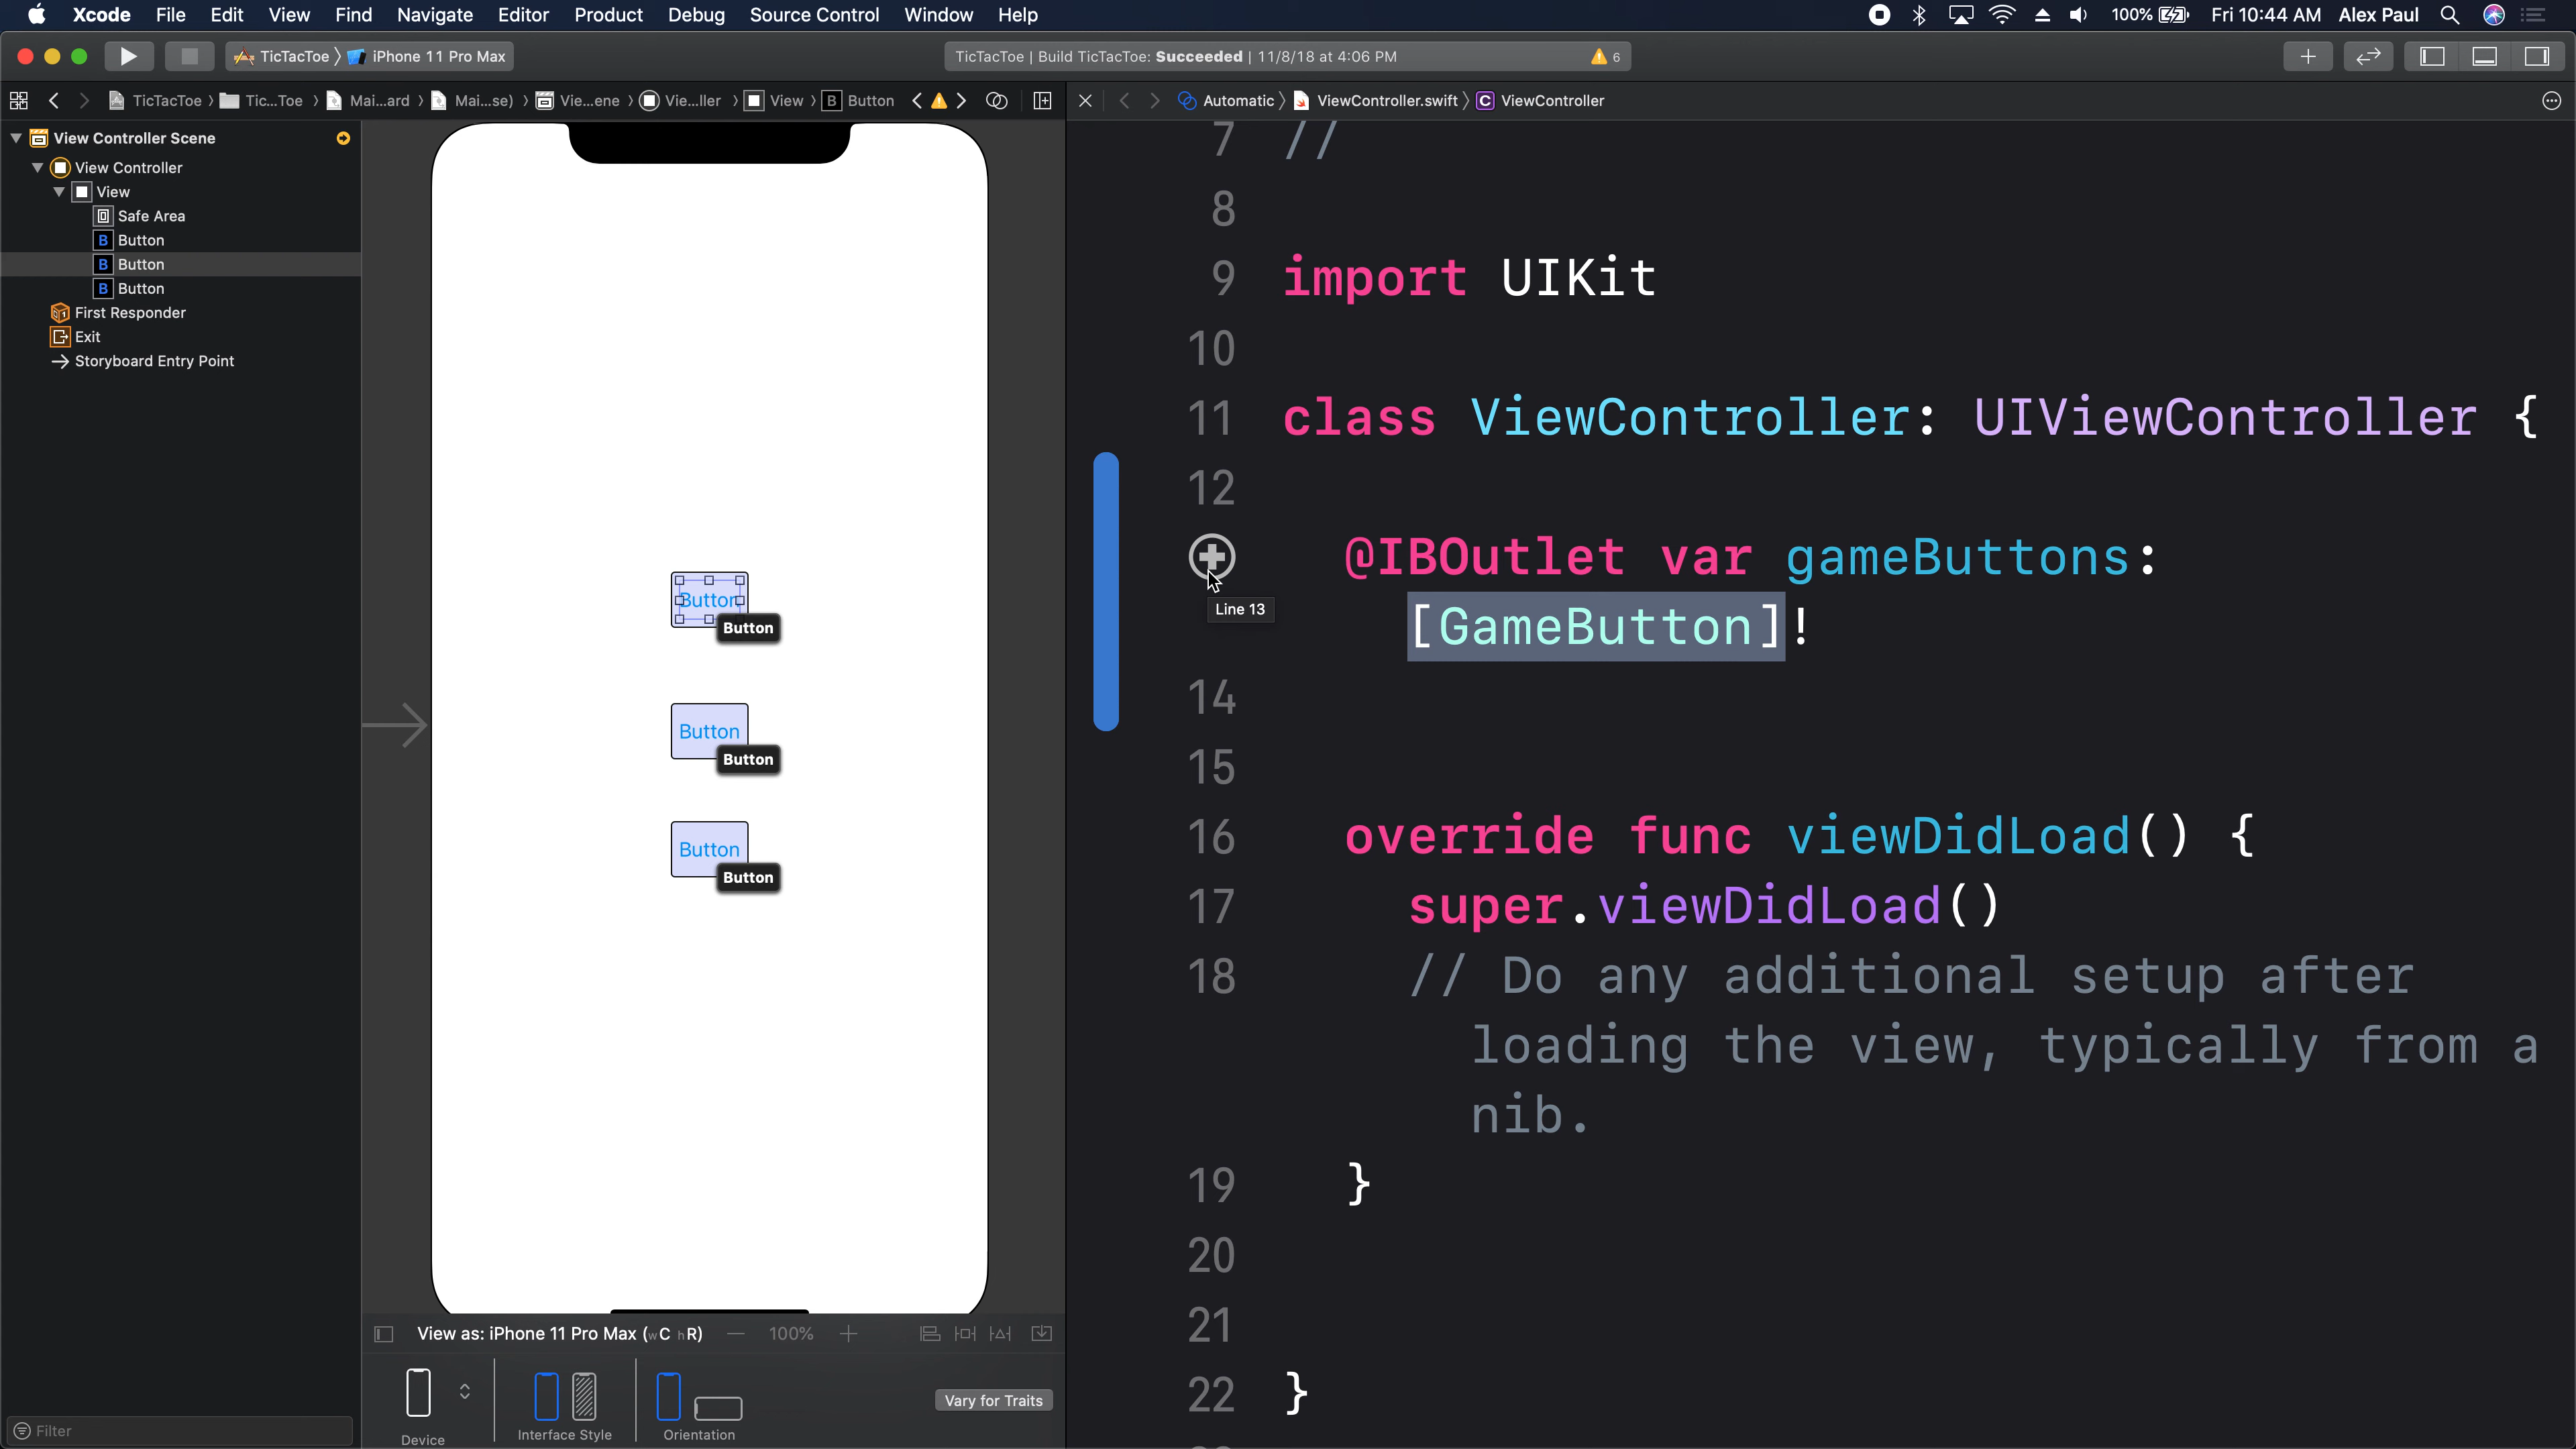 Xcode File Edit View Find Navigate Editor Product Debug Source Control Window Help 100% Fri 10:44 AM Alex Paul
TicTacToe iPhone 11 Pro Max TicTacToe | Build TicTacToe: Succeeded | 11/8/18 at 4:06 PM 6
TicTacToe Tic...Toe Mai...ard Mai...se) Vie...ene Vie...ller View B Button Automatic ViewController.swift C ViewController
View Controller Scene
View Controller
View
Safe Area
B Button
B Button
B Button
First Responder
Exit
Storyboard Entry Point
Filter
Button
Button
Button
Button
Button
Button
View as: iPhone 11 Pro Max (wC hR) 100%
Device
Interface Style
Orientation
Vary for Traits
7 //
8
9 import UIKit
10
11 class ViewController: UIViewController {
12
@IBOutlet var gameButtons:
Line 13
[GameButton]!
14
15
16 override func viewDidLoad() {
17 super.viewDidLoad()
18 // Do any additional setup after
loading the view, typically from a
nib.
19 }
20
21
22 }